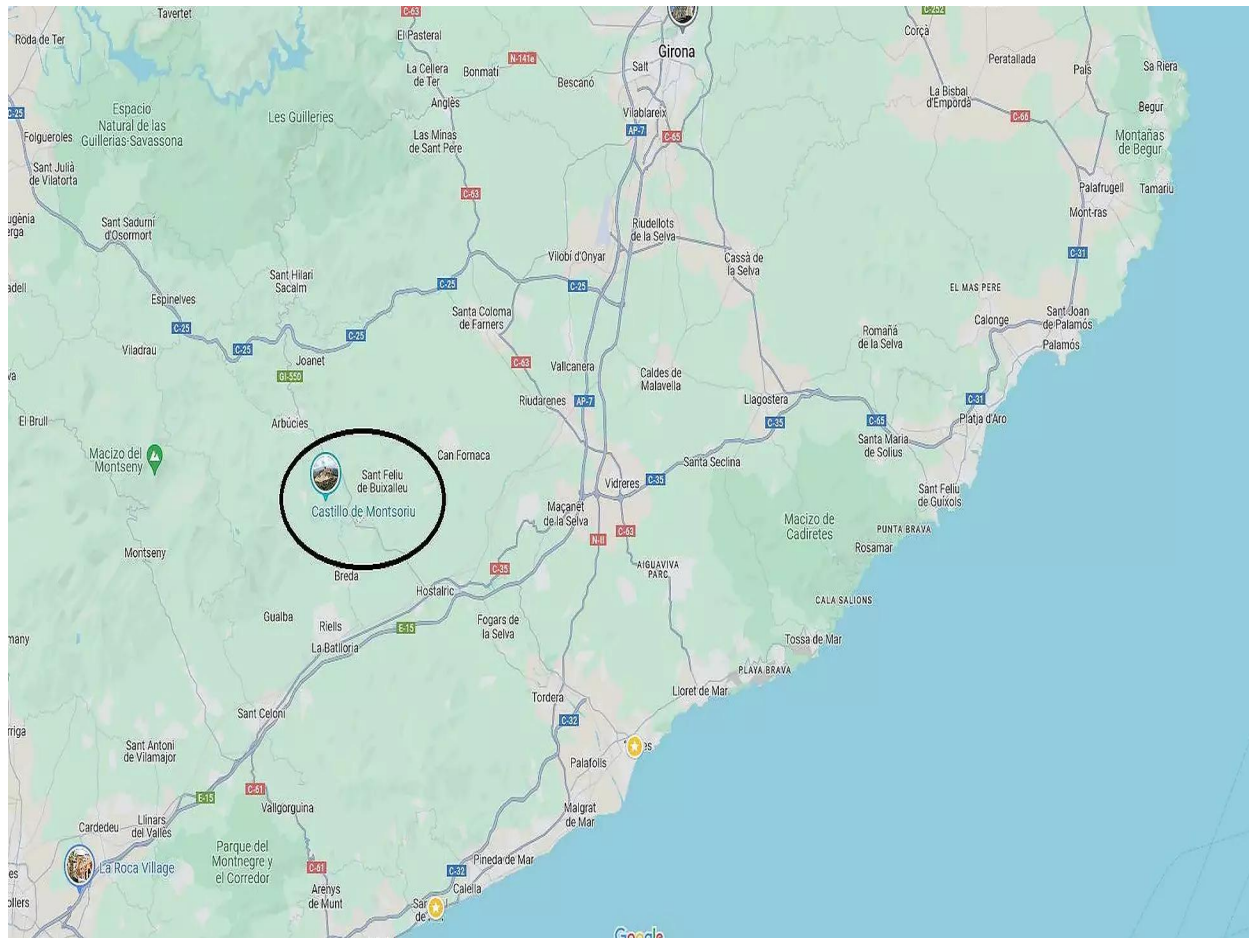 Tavertet
C-63
C-252
Roda de Ter
El Pasteral
Corçà
Girona
N-141e
Peratallada
Salt
La Cellera
de Ter
Bonmatí
Bescanó
Pals
Sa Riera
La Bisbal
d'Empordà
Anglès
Espacio
Natural de las
Guillerias-Savassona
Les Guilleries
Vilablareix
Begur
C-25
C-66
AP-7
C-65
Folgueroles
Las Minas
de Sant Pere
Montañas
de Begur
Sant Julià
de Vilatorta
Palafrugell
Tamariu
C-63
Mont-ras
Sant Sadurní
d'Osormort
Riudellots
de la Selva
Vilobí d'Onyar
Cassà de
la Selva
C-31
Sant Hilari
Sacalm
C-25
C-25
EL MAS PERE
Espinelves
Santa Coloma
de Farners
Calonge
Sant Joan
de Palamós
C-25
C-25
Romañá
de la Selva
Palamós
Viladrau
C-25
Joanet
C-63
Vallcanera
GI-550
Caldes de
Malavella
Riudarenes
AP-7
Llagostera
C-31
El Brull
Arbúcies
C-35
C-65
Platja d'Aro
Santa Maria
de Solius
Macizo del
Montseny
Can Fornaca
Santa Seclina
Sant Feliu
de Buixalleu
C-35
Vidreres
Sant Feliu
de Guíxols
Castillo de Montsoriu
Maçanet
de la Selva
Macizo de
Cadiretes
PUNTA BRAVA
N-II
C-63
Rosamar
Montseny
C-35
AIGUAVIVA
PARC
Breda
Hostalric
CALA SALIONS
Gualba
Riells
E-15
Fogars de
la Selva
La Batllòria
Tossa de Mar
PLAYA BRAVA
Lloret de Mar
Tordera
Sant Celoni
C-32
Sant Antoni
de Vilamajor
Palafolls
C-61
E-15
Vallgorguina
Malgrat
de Mar
Cardedeu
Llinars
del Vallès
Parque del
Montnegre y
el Corredor
La Roca Village
C-61
C-32
Pineda de Mar
Arenys
de Munt
Calella
Google